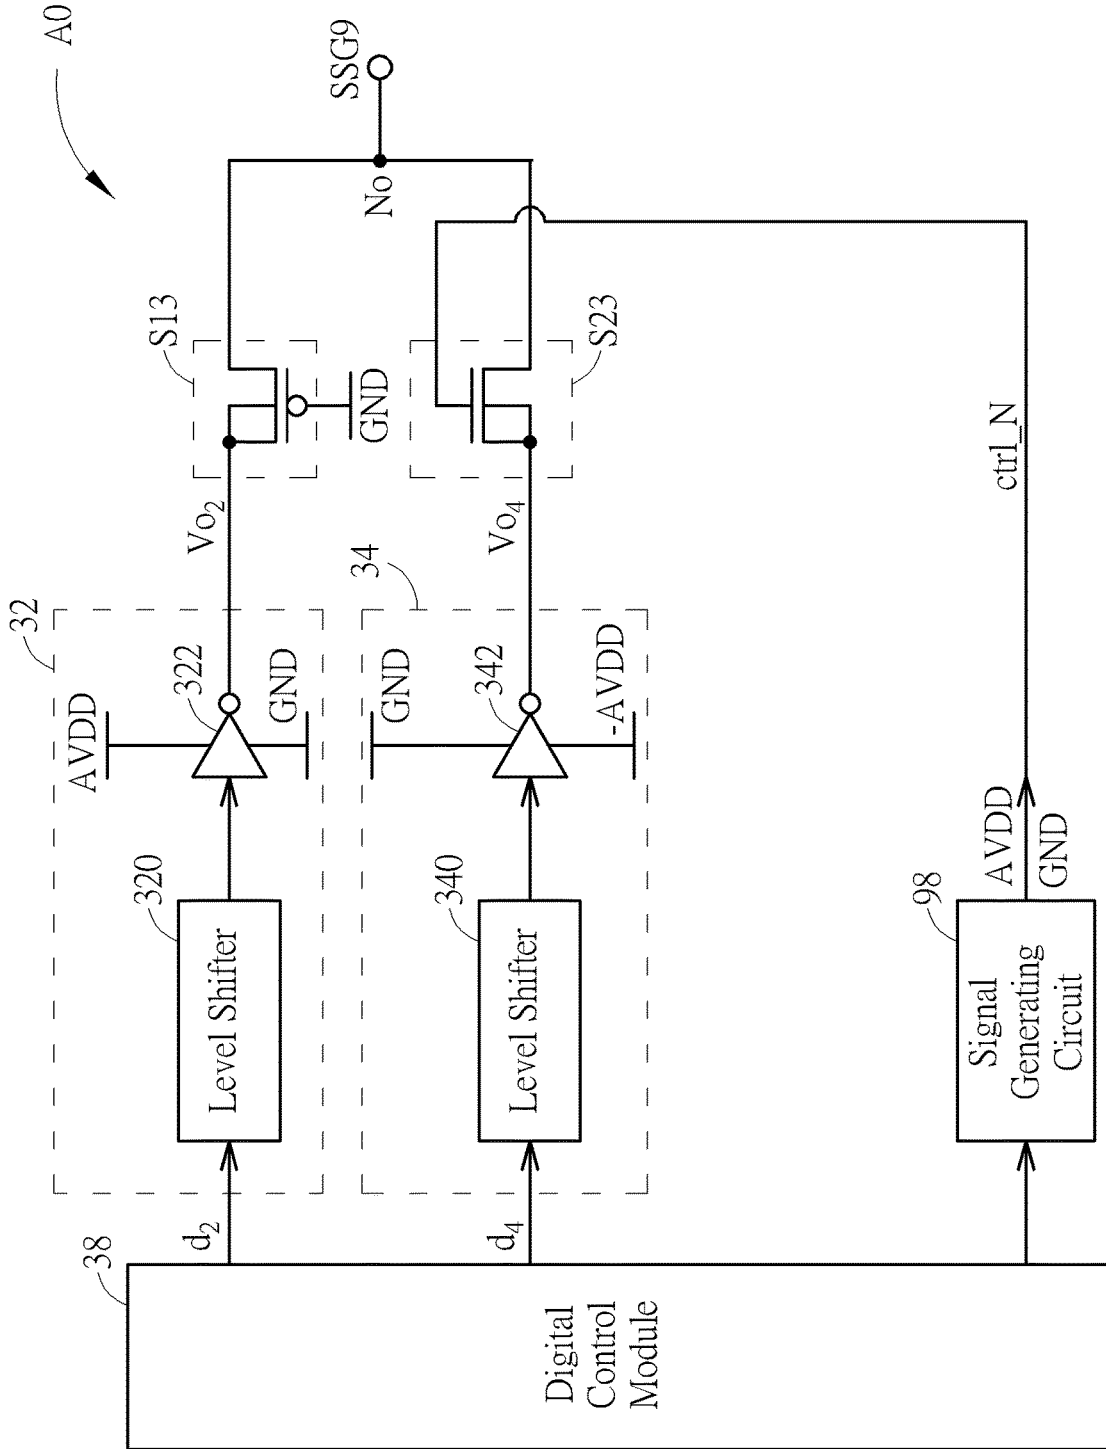 A0
SSG9
No
S13
GND
S23
Vo2
Vo4
ctrl_N
32
AVDD
322
GND
320
Level Shifter
d2
34
GND
342
-AVDD
340
Level Shifter
d4
AVDD
GND
98
Signal
Generating
Circuit
38
Digital
Control
Module